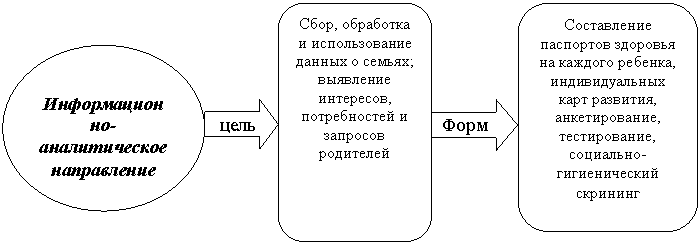 Информацион
но-
аналитическое
направление
цель
Сбор, обработка
и использование
данных о семьях;
выявление
интересов,
потребностей и
запросов
родителей
Форм
Составление
паспортов здоровья
на каждого ребенка,
индивидуальных
карт развития,
анкетирование,
тестирование,
социально-
гигиенический
скрининг